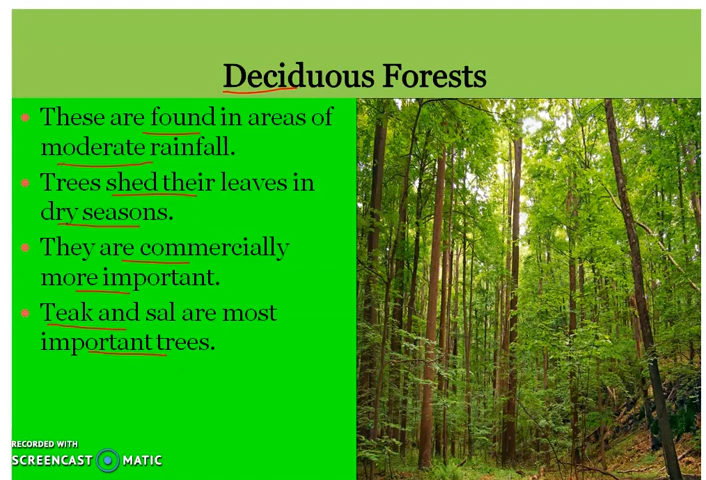 Deciduous Forests
These are found in areas of
moderate rainfall.
Trees shed their leaves in
dry seasons.
They are commercially
more important.
Teak and sal are most
important trees.
RECORDED WITH
SCREENCAST MATIC